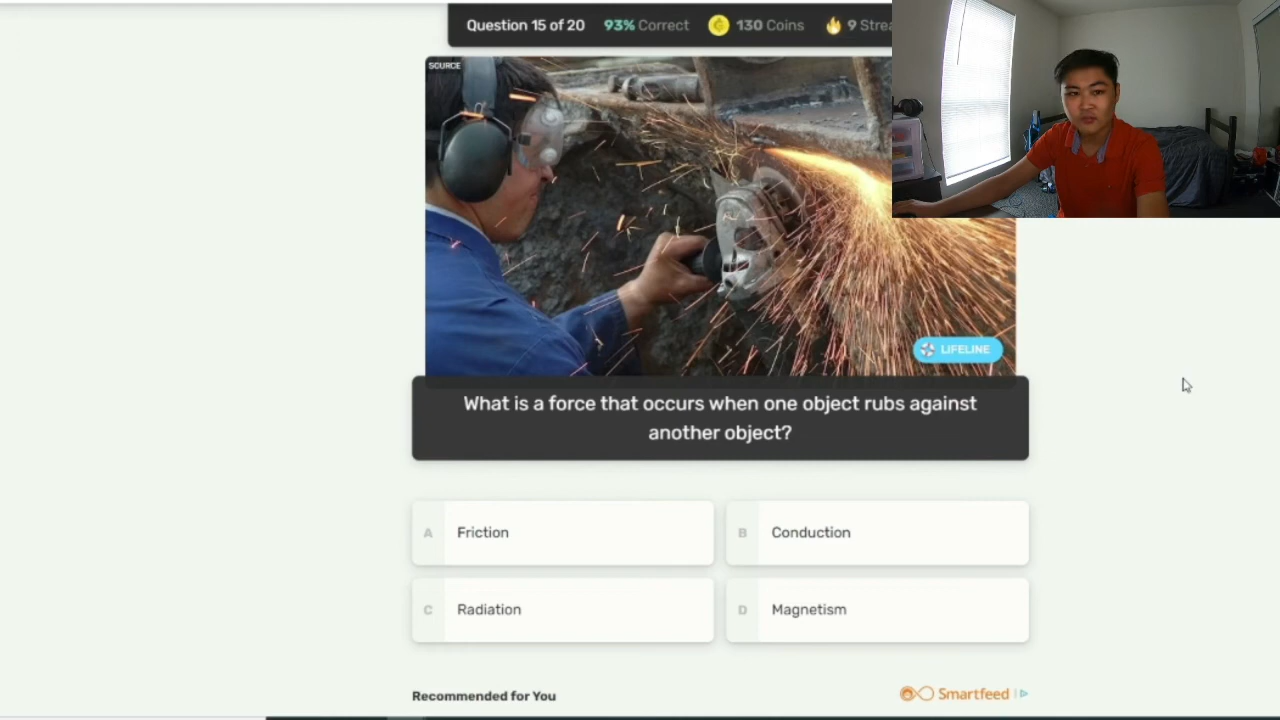 Question 15 of 20 93% Correct 130 Coins 9
SOURCE
LIFELINE
What is a force that occurs when one object rubs against
another object?
A Friction
B Conduction
C Radiation
D Magnetism
Recommended for You
Smartfeed